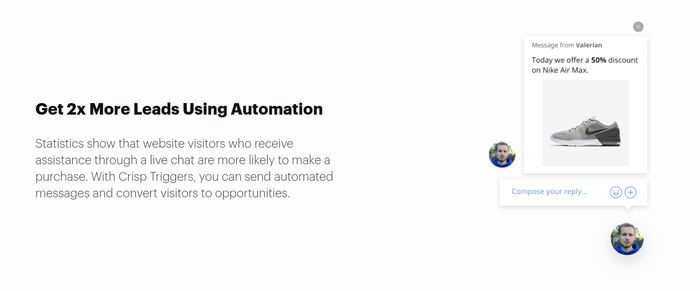 Get 2x More Leads Using Automation
Statistics show that website visitors who receive
assistance through a live chat are more likely to make a
purchase. With Crisp Triggers, you can send automated
messages and convert visitors to opportunities.
Message from Valerian
Today we offer a 50% discount
on Nike Air Max.
Compose your reply...